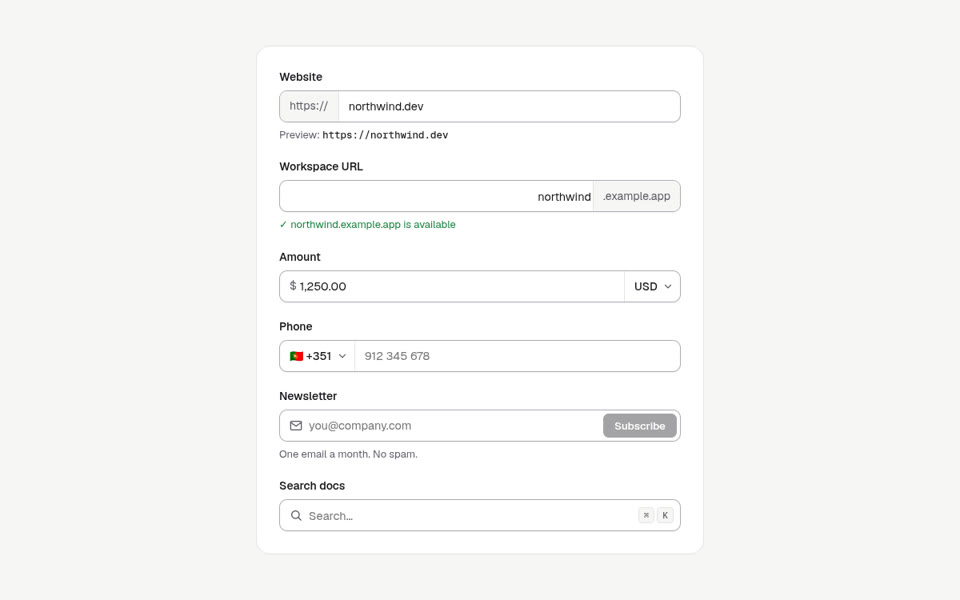 Website
https:// northwind.dev
Preview: https://northwind.dev
Workspace URL
northwind .example.app
✓ northwind.example.app is available
Amount
$ 1,250.00 USD
Phone
🇵🇹 +351 912 345 678
Newsletter
you@company.com Subscribe
One email a month. No spam.
Search docs
Search... ⌘ K